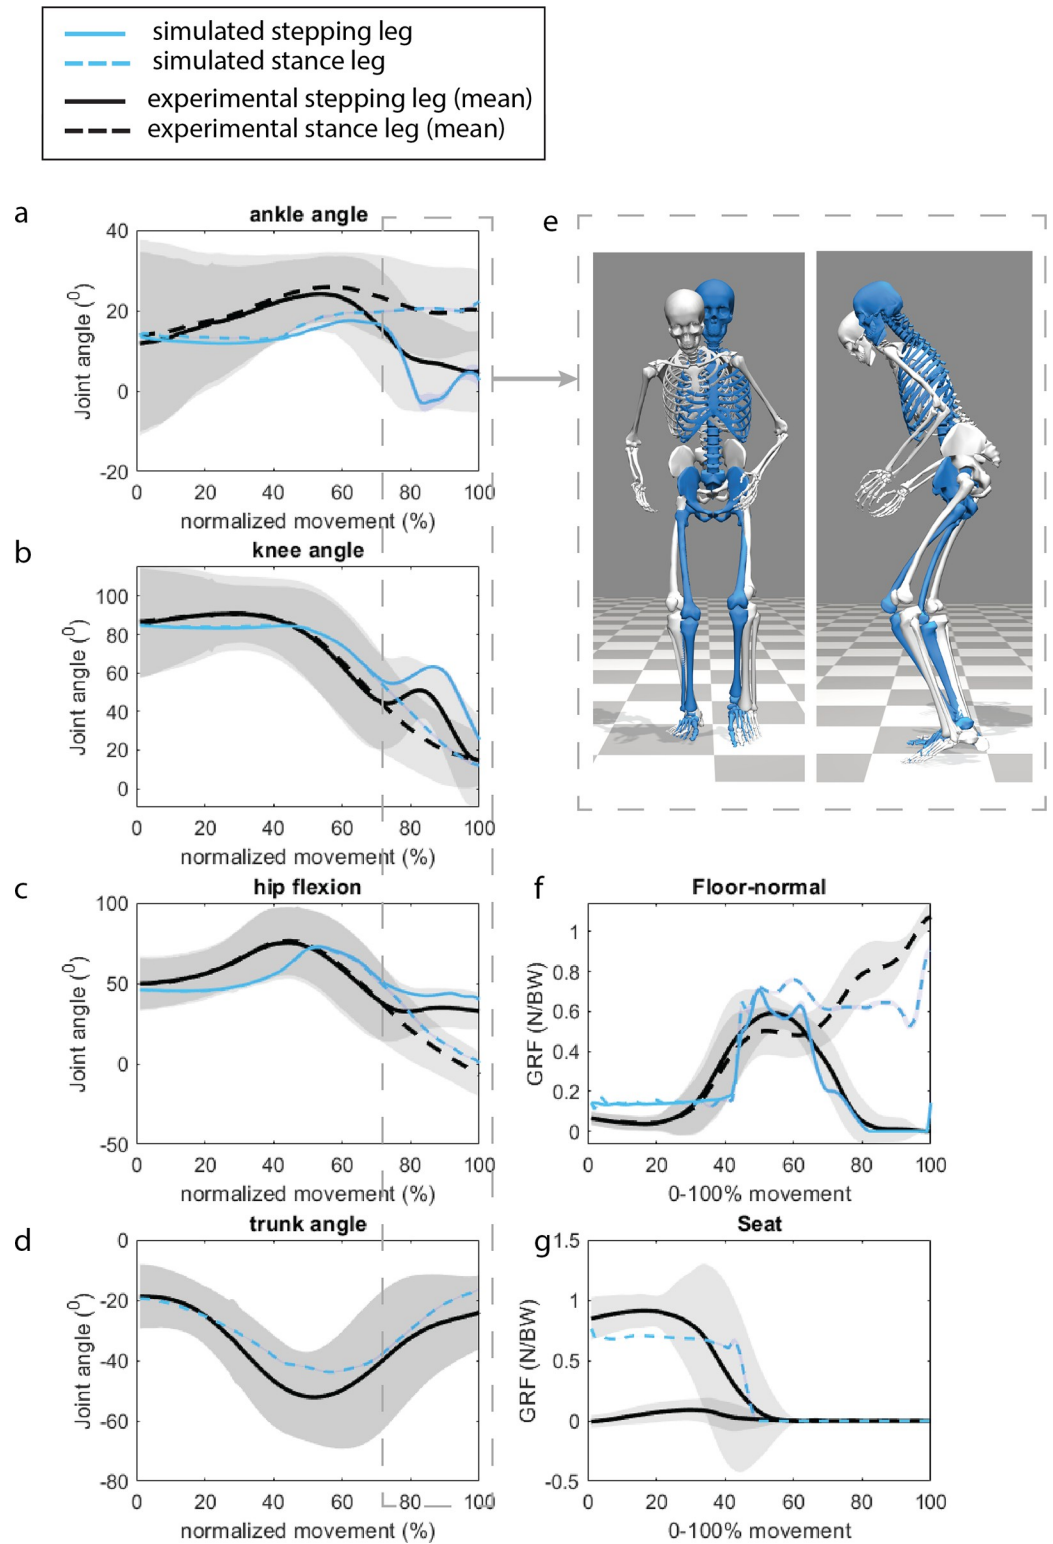 simulated stepping leg
simulated stance leg
experimental stepping leg (mean)
experimental stance leg (mean)
a
ankle angle
Joint angle (⁰)
40
20
0
-20
0 20 40 60 80 100
normalized movement (%)
b
knee angle
Joint angle (⁰)
100
80
60
40
20
0
0 20 40 60 80 100
normalized movement (%)
c
hip flexion
Joint angle (⁰)
100
50
0
-50
0 20 40 60 80 100
normalized movement (%)
d
trunk angle
Joint angle (⁰)
0
-20
-40
-60
-80
0 20 40 60 80 100
normalized movement (%)
e
f
Floor-normal
GRF (N/BW)
1
0.8
0.6
0.4
0.2
0
0 20 40 60 80 100
0-100% movement
g
Seat
GRF (N/BW)
1.5
1
0.5
0
-0.5
0 20 40 60 80 100
0-100% movement